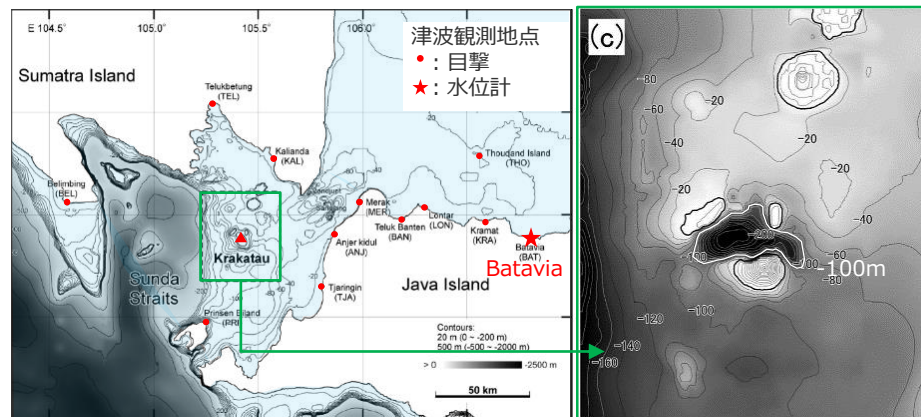 E 104.5°
105.0°
105.5°
106.0°
津波観測地点
: 目撃
: 水位計
Sumatra Island
Telukbetung
(TEL)
Kalianda
(KAL)
Thoudand Island
(THO)
Belimbing
(BEL)
Merak
(MER)
Lontar
(LON)
Teluk Banten
(BAN)
Kramat
(KRA)
Anjer kidul
(ANJ)
Batavia
(BAT)
Batavia
Krakatau
Sunda
Straits
Tjaringin
(TJA)
Java Island
Prinsen Eiland
Contours:
20 m (0 ~ -200 m)
500 m (-500 ~ -2000 m)
> 0
-2500 m
50 km
(c)
-80
-60
-20
-40
-20
-20
-20
-40
-60
-100m
-80
-100
-120
-140
-160